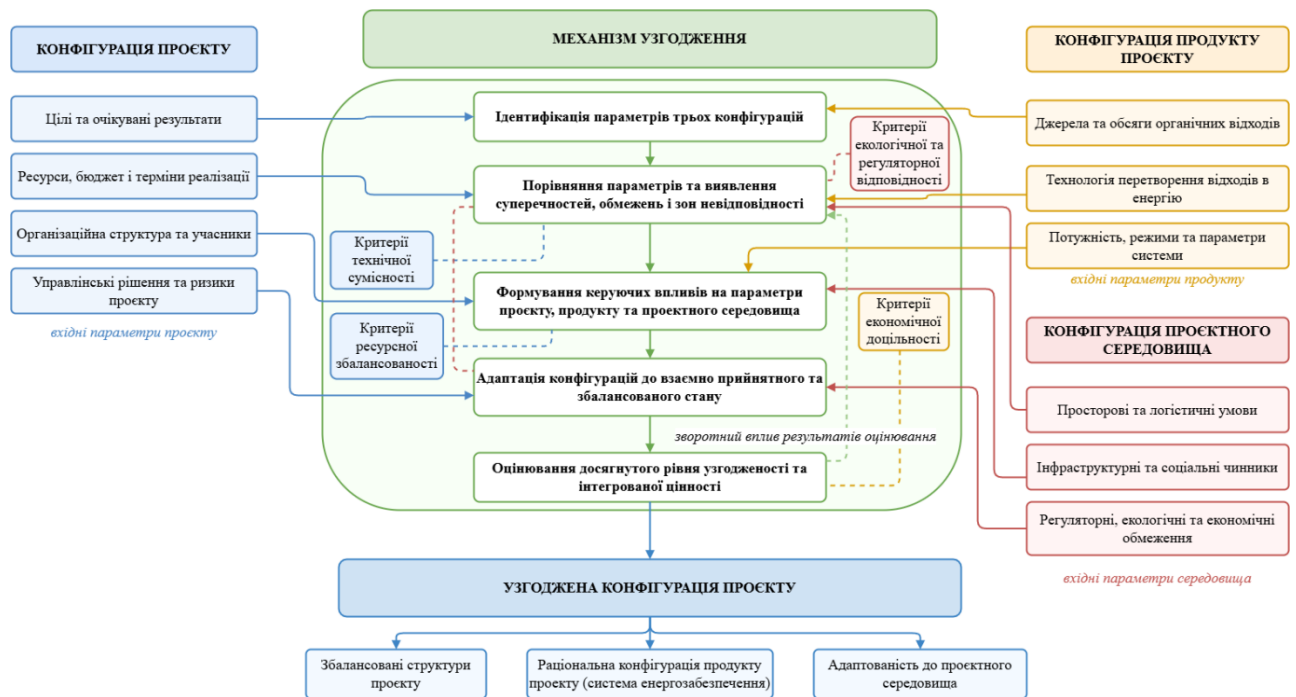 КОНФІГУРАЦІЯ ПРОЄКТУ
Цілі та очікувані результати
Ресурси, бюджет і терміни реалізації
Організаційна структура та учасники
Управлінські рішення та ризики
проєкту
вхідні параметри проєкту
МЕХАНІЗМ УЗГОДЖЕННЯ
Ідентифікація параметрів трьох конфігурацій
Критерії
екологічної та
регуляторної
відповідності
Порівняння параметрів та виявлення
суперечностей, обмежень і зон невідповідності
Критерії
технічної
сумісності
Формування керуючих впливів на параметри
проєкту, продукту та проектного середовища
Критерії
економічної
доцільності
Критерії
ресурсної
збалансованості
Адаптація конфігурацій до взаємно прийнятного та
збалансованого стану
зворотний вплив результатів оцінювання
Оцінювання досягнутого рівня узгодженості та
інтегрованої цінності
КОНФІГУРАЦІЯ ПРОДУКТУ
ПРОЄКТУ
Джерела та обсяги органічних відходів
Технологія перетворення відходів в
енергію
Потужність, режими та параметри
системи
вхідні параметри продукту
КОНФІГУРАЦІЯ ПРОЄКТНОГО
СЕРЕДОВИЩА
Просторові та логістичні умови
Інфраструктурні та соціальні чинники
Регуляторні, екологічні та економічні
обмеження
вхідні параметри середовища
УЗГОДЖЕНА КОНФІГУРАЦІЯ ПРОЄКТУ
Збалансовані структури
проєкту
Раціональна конфігурація продукту
проекту (система енергозабезпечення)
Адаптованість до проєктного
середовища